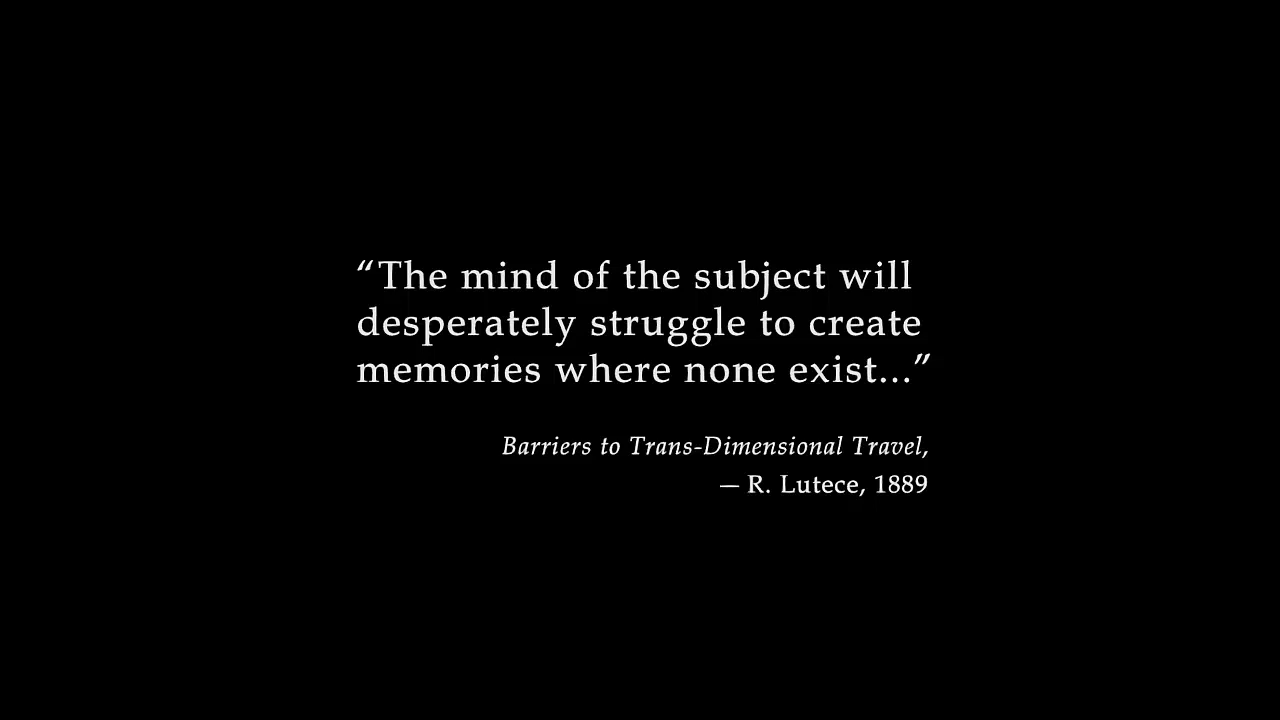 “The mind of the subject will
desperately struggle to create
memories where none exist...”
Barriers to Trans-Dimensional Travel,
— R. Lutece, 1889